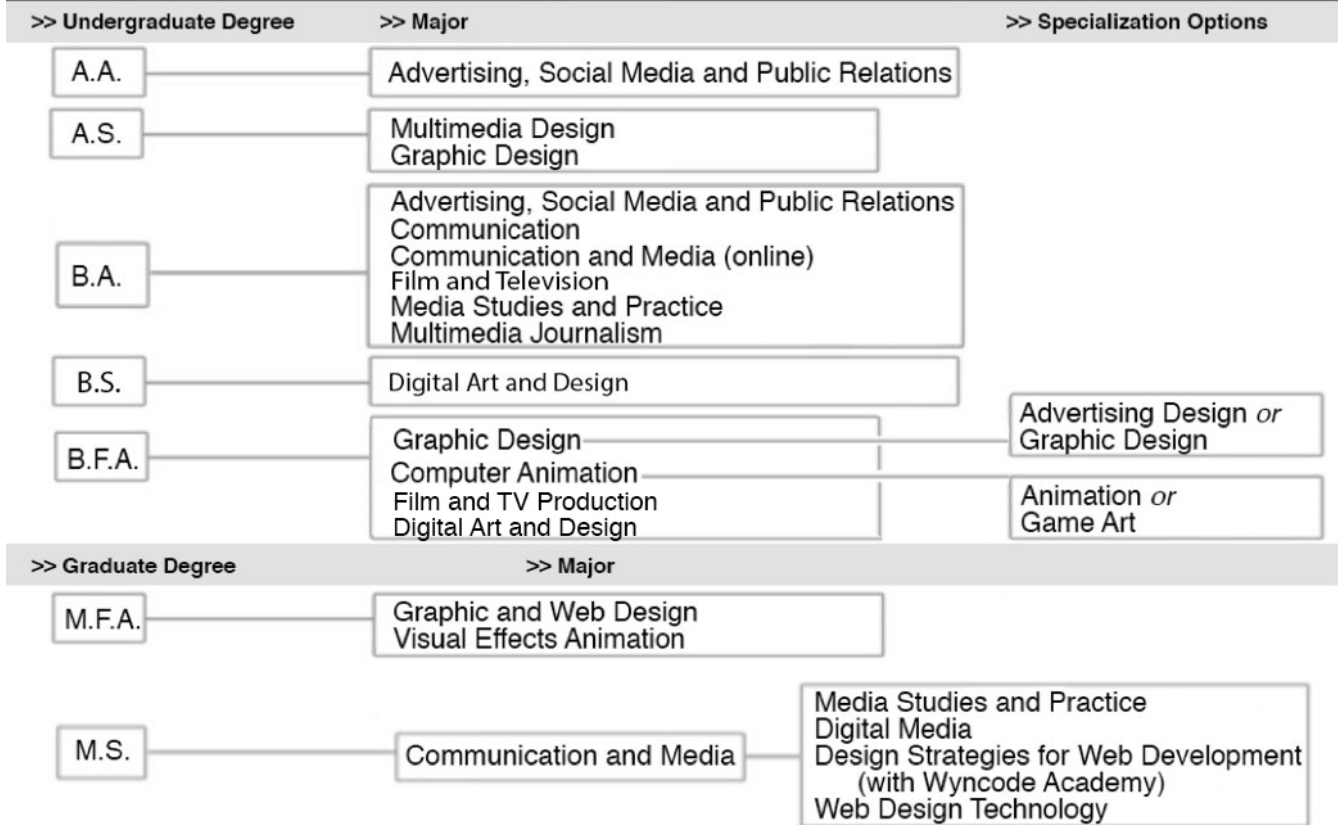 >> Undergraduate Degree >> Major >> Specialization Options
A.A. Advertising, Social Media and Public Relations
A.S. Multimedia Design
Graphic Design
B.A. Advertising, Social Media and Public Relations
Communication
Communication and Media (online)
Film and Television
Media Studies and Practice
Multimedia Journalism
B.S. Digital Art and Design
B.F.A. Graphic Design
Advertising Design or
Graphic Design
Computer Animation
Animation or
Game Art
Film and TV Production
Digital Art and Design
>> Graduate Degree >> Major
M.F.A. Graphic and Web Design
Visual Effects Animation
M.S. Communication and Media
Media Studies and Practice
Digital Media
Design Strategies for Web Development
(with Wyncode Academy)
Web Design Technology